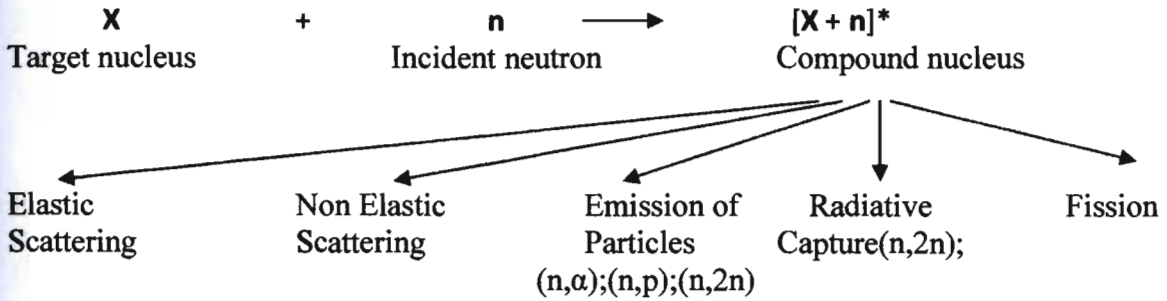 X + n [X + n]*
Target nucleus Incident neutron Compound nucleus
Elastic Non Elastic Emission of Radiative Fission
Scattering Scattering Particles Capture(n,2n);
(n,α);(n,p);(n,2n)